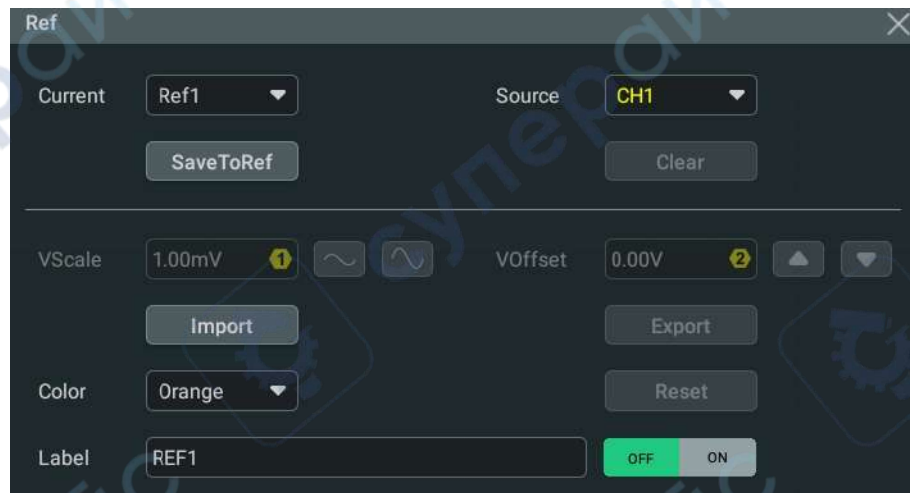 Ref
Current Ref1 Source CH1
SaveToRef Clear
VScale 1.00mV 1 VOffset 0.00V 2
Import Export
Color Orange Reset
Label REF1 OFF ON
суперайс